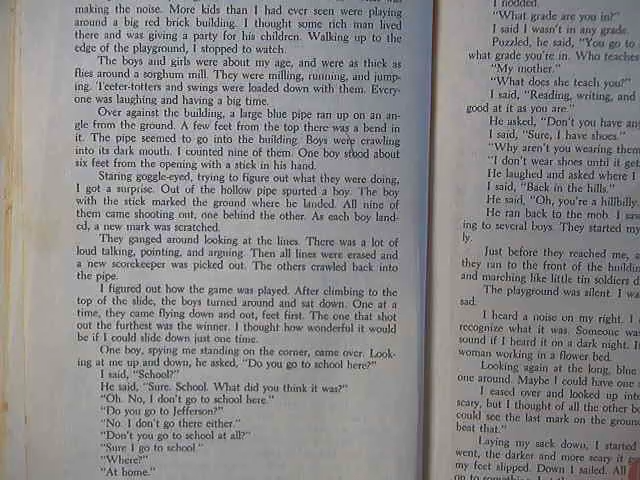 making the noise. More kids than I had ever seen were playing
around a big red brick building. I thought some rich man lived
there and was giving a party for his children. Walking up to the
edge of the playground, I stopped to watch.
The boys and girls were about my age, and were as thick as
flies around a sorghum mill. They were milling, running, and jump-
ing. Teeter-totters and swings were loaded down with them. Every-
one was laughing and having a big time.
Over against the building, a large blue pipe ran up on an an-
gle from the ground. A few feet from the top there was a bend in
it. The pipe seemed to go into the building. Boys were crawling
into its dark mouth. I counted nine of them. One boy stood about
six feet from the opening with a stick in his hand.
Staring goggle-eyed, trying to figure out what they were doing,
I got a surprise. Out of the hollow pipe spurted a boy. The boy
with the stick marked the ground where he landed. All nine of
them came shooting out, one behind the other. As each boy land-
ed, a new mark was scratched.
They ganged around looking at the lines. There was a lot of
loud talking, pointing, and arguing. Then all lines were erased and
a new scorekeeper was picked out. The others crawled back into
the pipe.
I figured out how the game was played. After climbing to the
top of the slide, the boys turned around and sat down. One at a
time, they came flying down and out, feet first. The one that shot
out the furthest was the winner. I thought how wonderful it would
be if I could slide down just one time.
One boy, spying me standing on the corner, came over. Look-
ing at me up and down, he asked, "Do you go to school here?"
I said, "School?"
He said, "Sure. School. What did you think it was?"
"Oh. No, I don't go to school here."
"Do you go to Jefferson?"
"No. I don't go there either."
"Don't you go to school at all?"
"Sure I go to school."
"Where?"
"At home."
I nodded.
"What grade are you in?"
I said I wasn't in any grade.
Puzzled, he said, "You go to
what grade you're in. Who teaches
"My mother."
"What does she teach you?"
I said, "Reading, writing, and
good at it as you are."
He asked, "Don't you have any
I said, "Sure, I have shoes."
"Why aren't you wearing them
"I don't wear shoes until it get
He laughed and asked where I
I said, "Back in the hills."
He said, "Oh, you're a hillbilly.
He ran back to the mob. I saw
ing to several boys. They started my
ly.
Just before they reached me, a
they ran to the front of the building
and marching like little tin soldiers d
The playground was silent. I wa
sad.
I heard a noise on my right. I
recognize what it was. Someone wa
sound if I heard it on a dark night. I
woman working in a flower bed.
Looking again at the long, blue
one around. Maybe I could have one
I eased over and looked up into
scary, but I thought of all the other bo
could see the last mark on the ground
beat that."
Laying my sack down, I started
went, the darker and more scary it
my feet slipped. Down I sailed. All